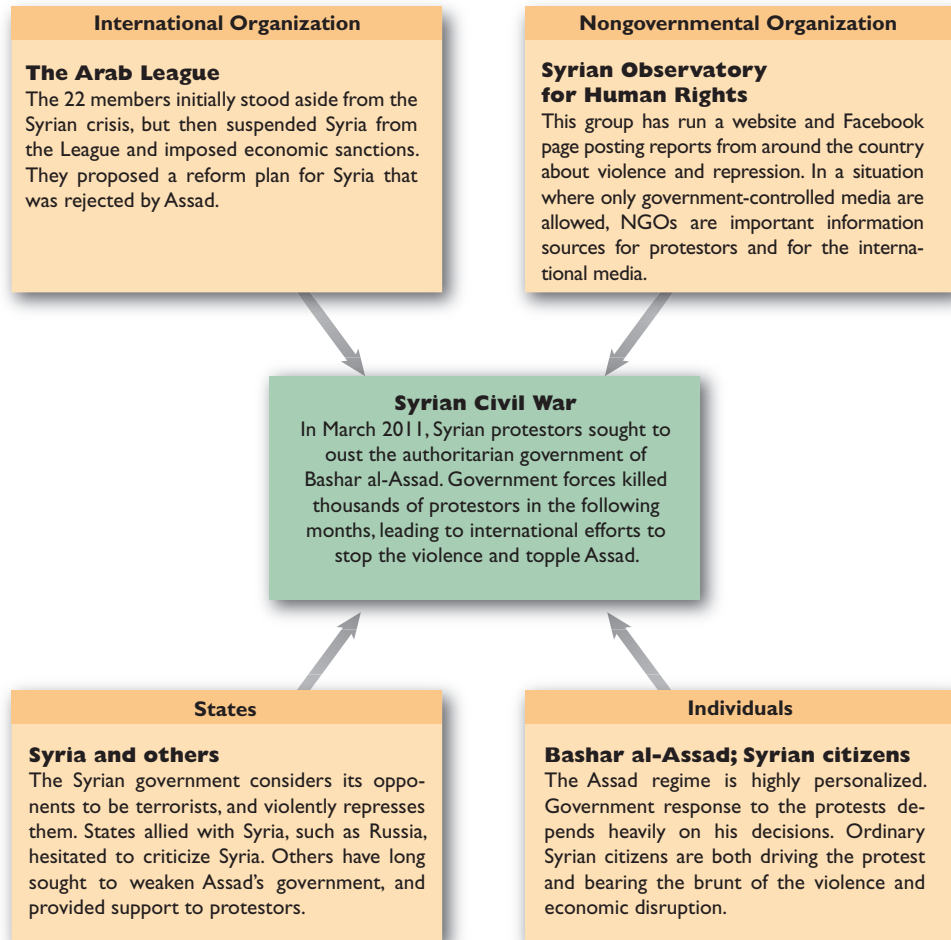 International Organization
The Arab League
The 22 members initially stood aside from the
Syrian crisis, but then suspended Syria from
the League and imposed economic sanctions.
They proposed a reform plan for Syria that
was rejected by Assad.
Nongovernmental Organization
Syrian Observatory
for Human Rights
This group has run a website and Facebook
page posting reports from around the country
about violence and repression. In a situation
where only government-controlled media are
allowed, NGOs are important information
sources for protestors and for the interna-
tional media.
Syrian Civil War
In March 2011, Syrian protestors sought to
oust the authoritarian government of
Bashar al-Assad. Government forces killed
thousands of protestors in the following
months, leading to international efforts to
stop the violence and topple Assad.
States
Syria and others
The Syrian government considers its oppo-
nents to be terrorists, and violently represses
them. States allied with Syria, such as Russia,
hesitated to criticize Syria. Others have long
sought to weaken Assad's government, and
provided support to protestors.
Individuals
Bashar al-Assad; Syrian citizens
The Assad regime is highly personalized.
Government response to the protests de-
pends heavily on his decisions. Ordinary
Syrian citizens are both driving the protest
and bearing the brunt of the violence and
economic disruption.